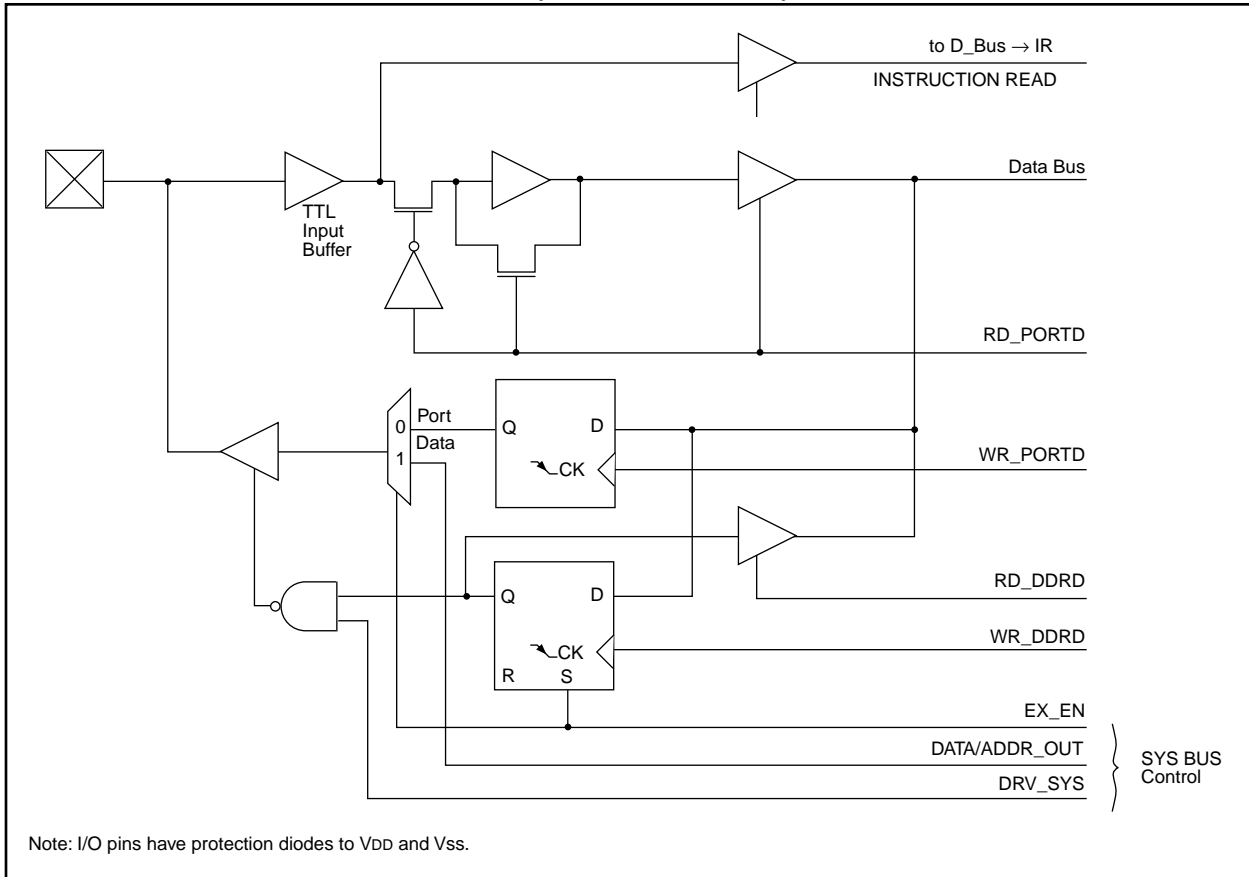 to D_Bus → IR
INSTRUCTION READ
Data Bus
TTL
Input
Buffer
RD_PORTD
0
Port
Data
1
Q
D
CK
WR_PORTD
RD_DDRD
Q
D
CK
R
S
WR_DDRD
EX_EN
DATA/ADDR_OUT
DRV_SYS
SYS BUS
Control
Note: I/O pins have protection diodes to VDD and Vss.